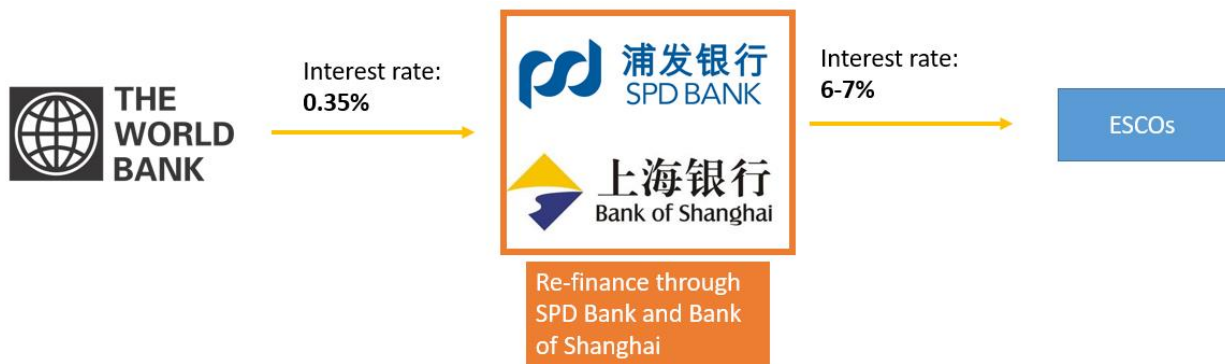 THE
WORLD
BANK
Interest rate:
0.35%
浦发银行
SPD BANK
上海银行
Bank of Shanghai
Re-finance through
SPD Bank and Bank
of Shanghai
Interest rate:
6-7%
ESCOs